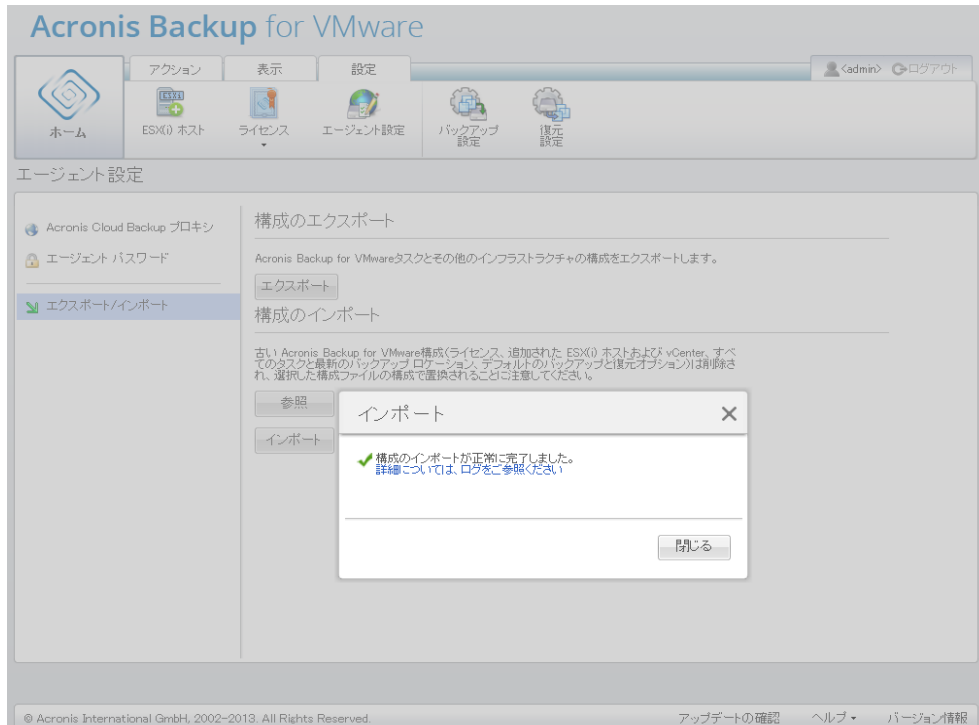 Acronis Backup for VMware
アクション
表示
設定
<admin>
ログアウト
ホーム
ESX(i) ホスト
ライセンス
エージェント設定
バックアップ
設定
復元
設定
エージェント設定
Acronis Cloud Backup プロキシ
エージェント パスワード
エクスポート/インポート
構成のエクスポート
Acronis Backup for VMwareタスクとその他のインフラストラクチャの構成をエクスポートします。
エクスポート
構成のインポート
古い Acronis Backup for VMware構成(ライセンス、追加された ESX(i) ホストおよび vCenter、すべ
てのタスクと最新のバックアップ ロケーション、デフォルトのバックアップと復元オプション)は削除さ
れ、選択した構成ファイルの構成で置換されることに注意してください。
参照
インポート
インポート
構成のインポートが正常に完了しました。
詳細については、ログをご参照ください
閉じる
© Acronis International GmbH, 2002-2013. All Rights Reserved.
アップデートの確認
ヘルプ
バージョン情報